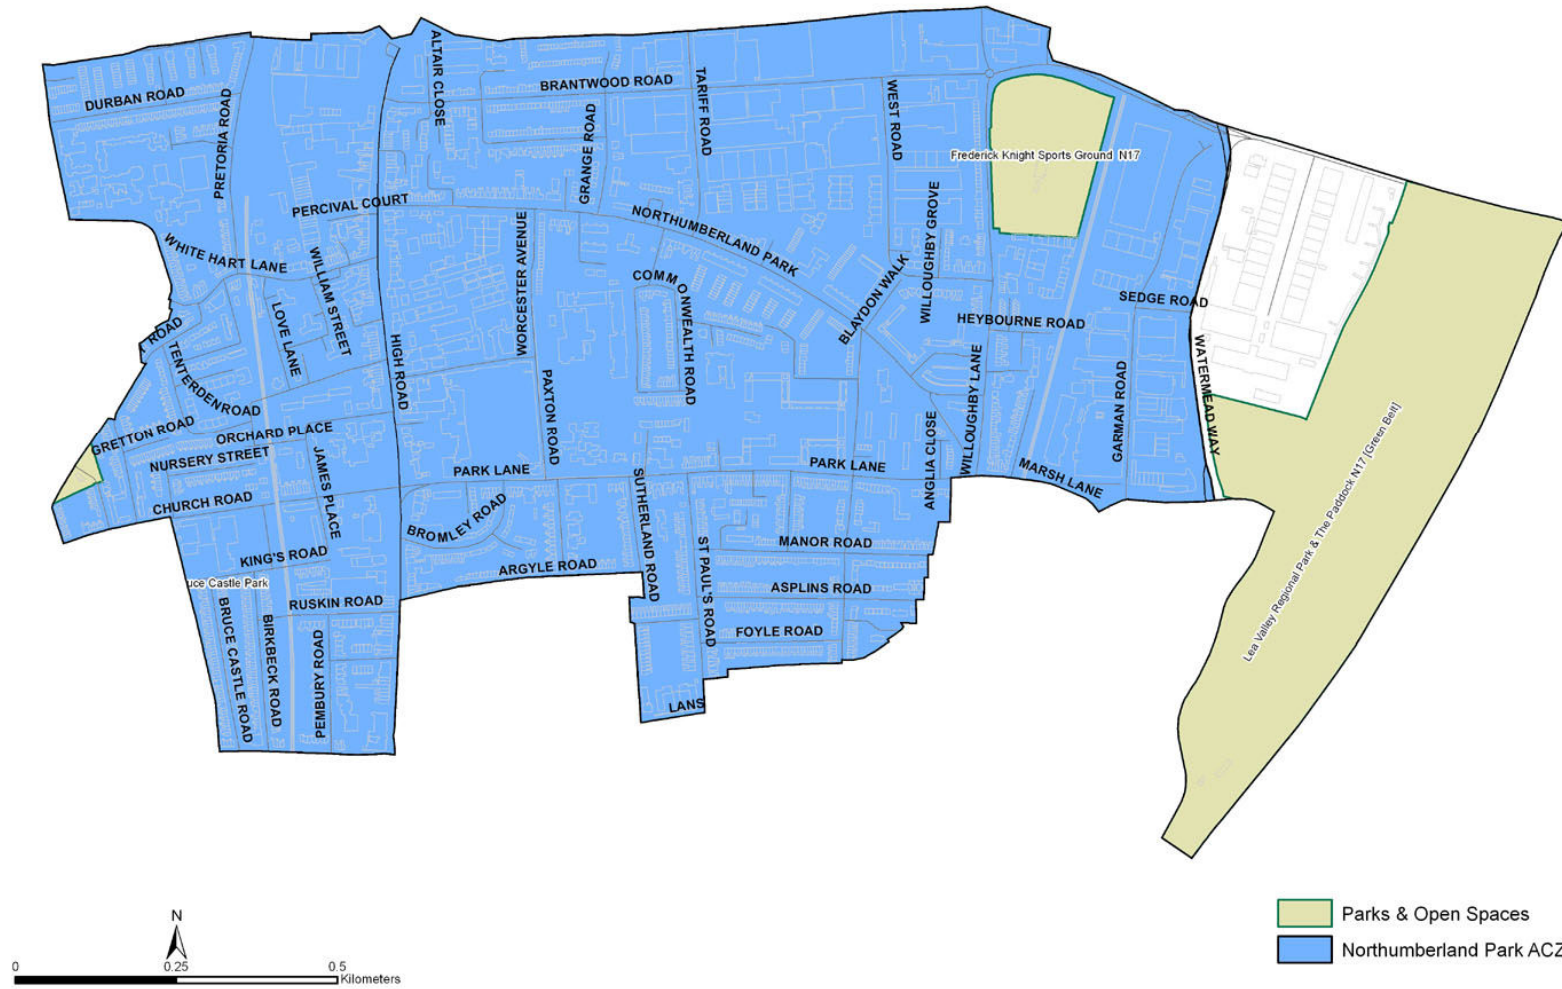 ALTAIR CLOSE
BRANTWOOD ROAD
TARIFF ROAD
WEST ROAD
DURBAN ROAD
PRETORIA ROAD
GRANGE ROAD
Frederick Knight Sports Ground N17
PERCIVAL COURT
NORTHUMBERLAND PARK
WILLOUGHBY GROVE
WHITE HART LANE
WILLIAM STREET
WORCESTER AVENUE
COMMONWEALTH ROAD
BLAYDON WALK
SEDGE ROAD
HEYBOURNE ROAD
LOVE LANE
ROAD
TENTERDEN ROAD
HIGH ROAD
PAXTON ROAD
WILLOUGHBY LANE
GARMAN ROAD
WATERMEAD WAY
GRETTON ROAD
ORCHARD PLACE
NURSERY STREET
JAMES PLACE
PARK LANE
PARK LANE
ANGLIA CLOSE
MARSH LANE
CHURCH ROAD
BROMLEY ROAD
SUTHERLAND ROAD
ST PAUL'S ROAD
MANOR ROAD
KING'S ROAD
ARGYLE ROAD
uce Castle Park
ASPLINS ROAD
RUSKIN ROAD
FOYLE ROAD
BRUCE CASTLE ROAD
BIRKBECK ROAD
PEMBURY ROAD
LANS
Lea Valley Regional Park & The Paddock N17 [Green Belt]
N
0 0.25 0.5
Kilometers
Parks & Open Spaces
Northumberland Park ACZ